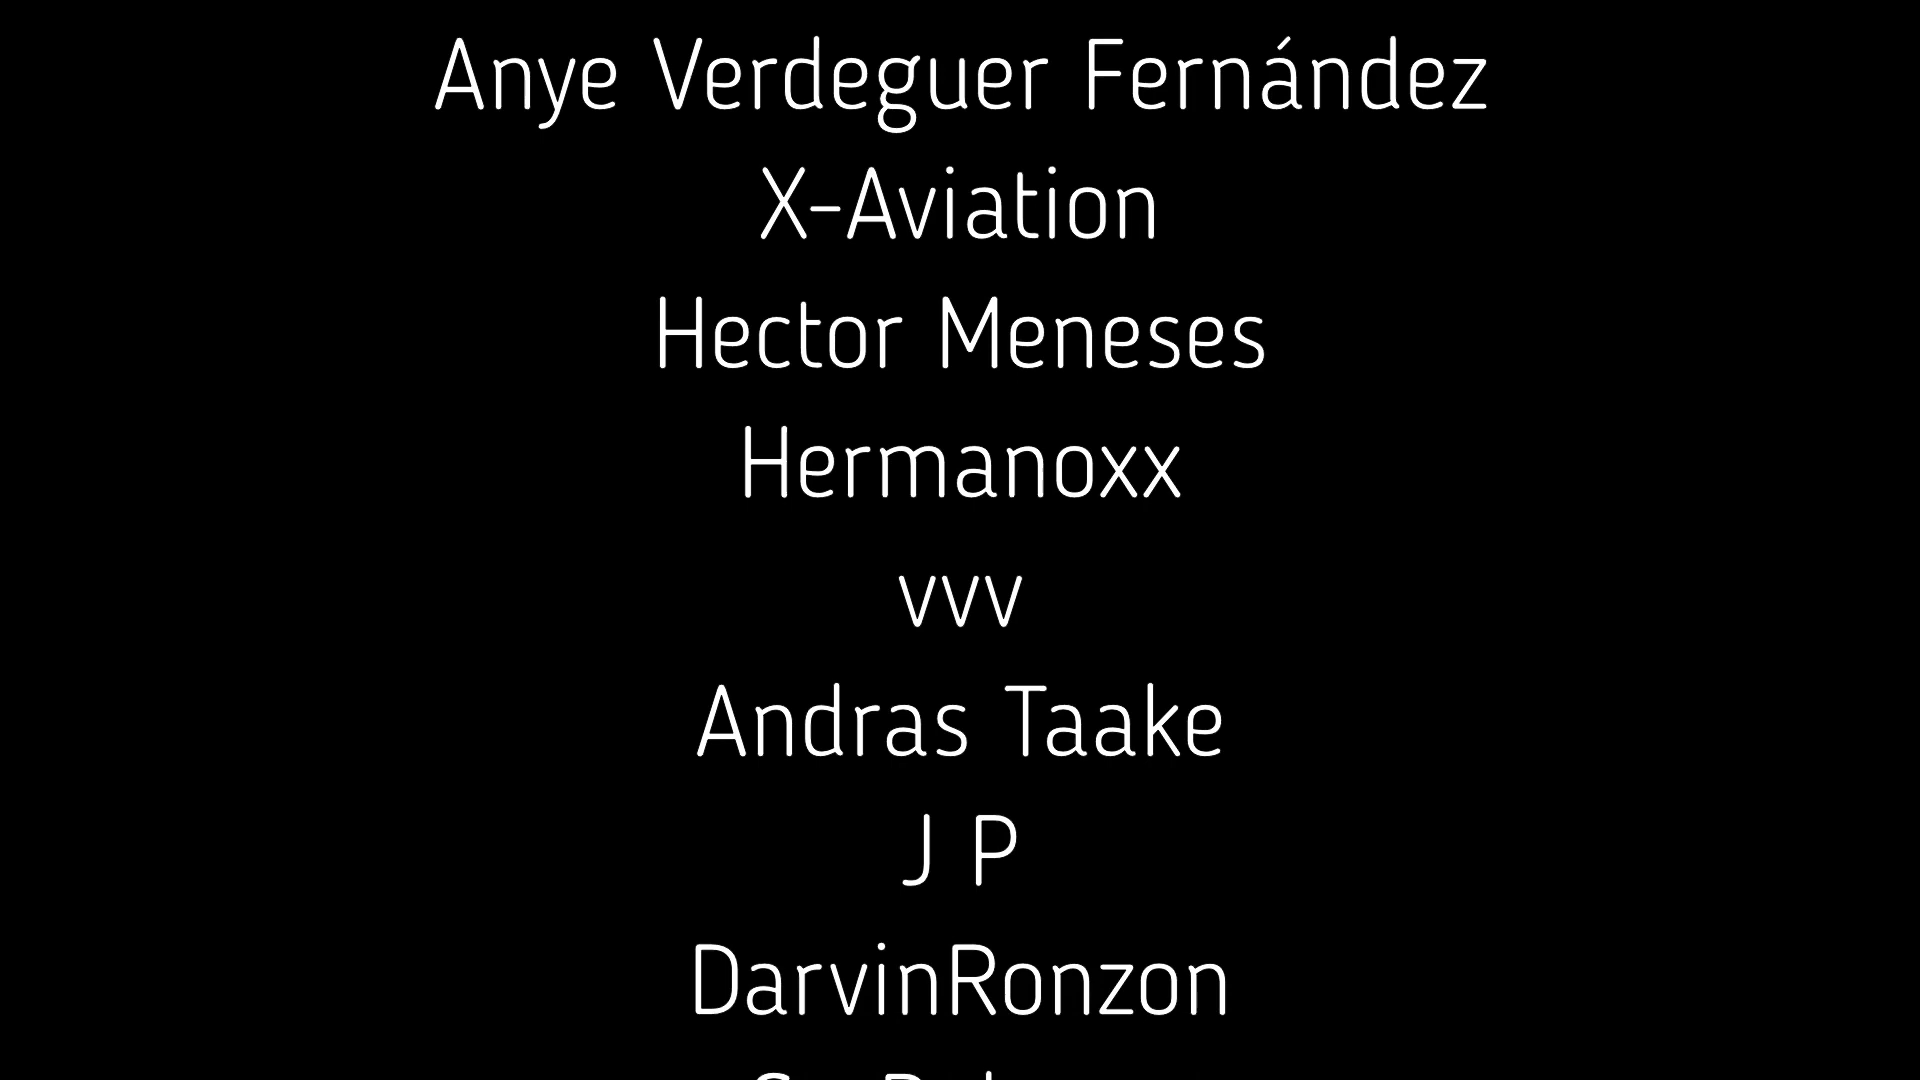 Anye Verdeguer Fernández
X-Aviation
Hector Meneses
Hermanoxx
vvv
Andras Taake
J P
DarvinRonzon